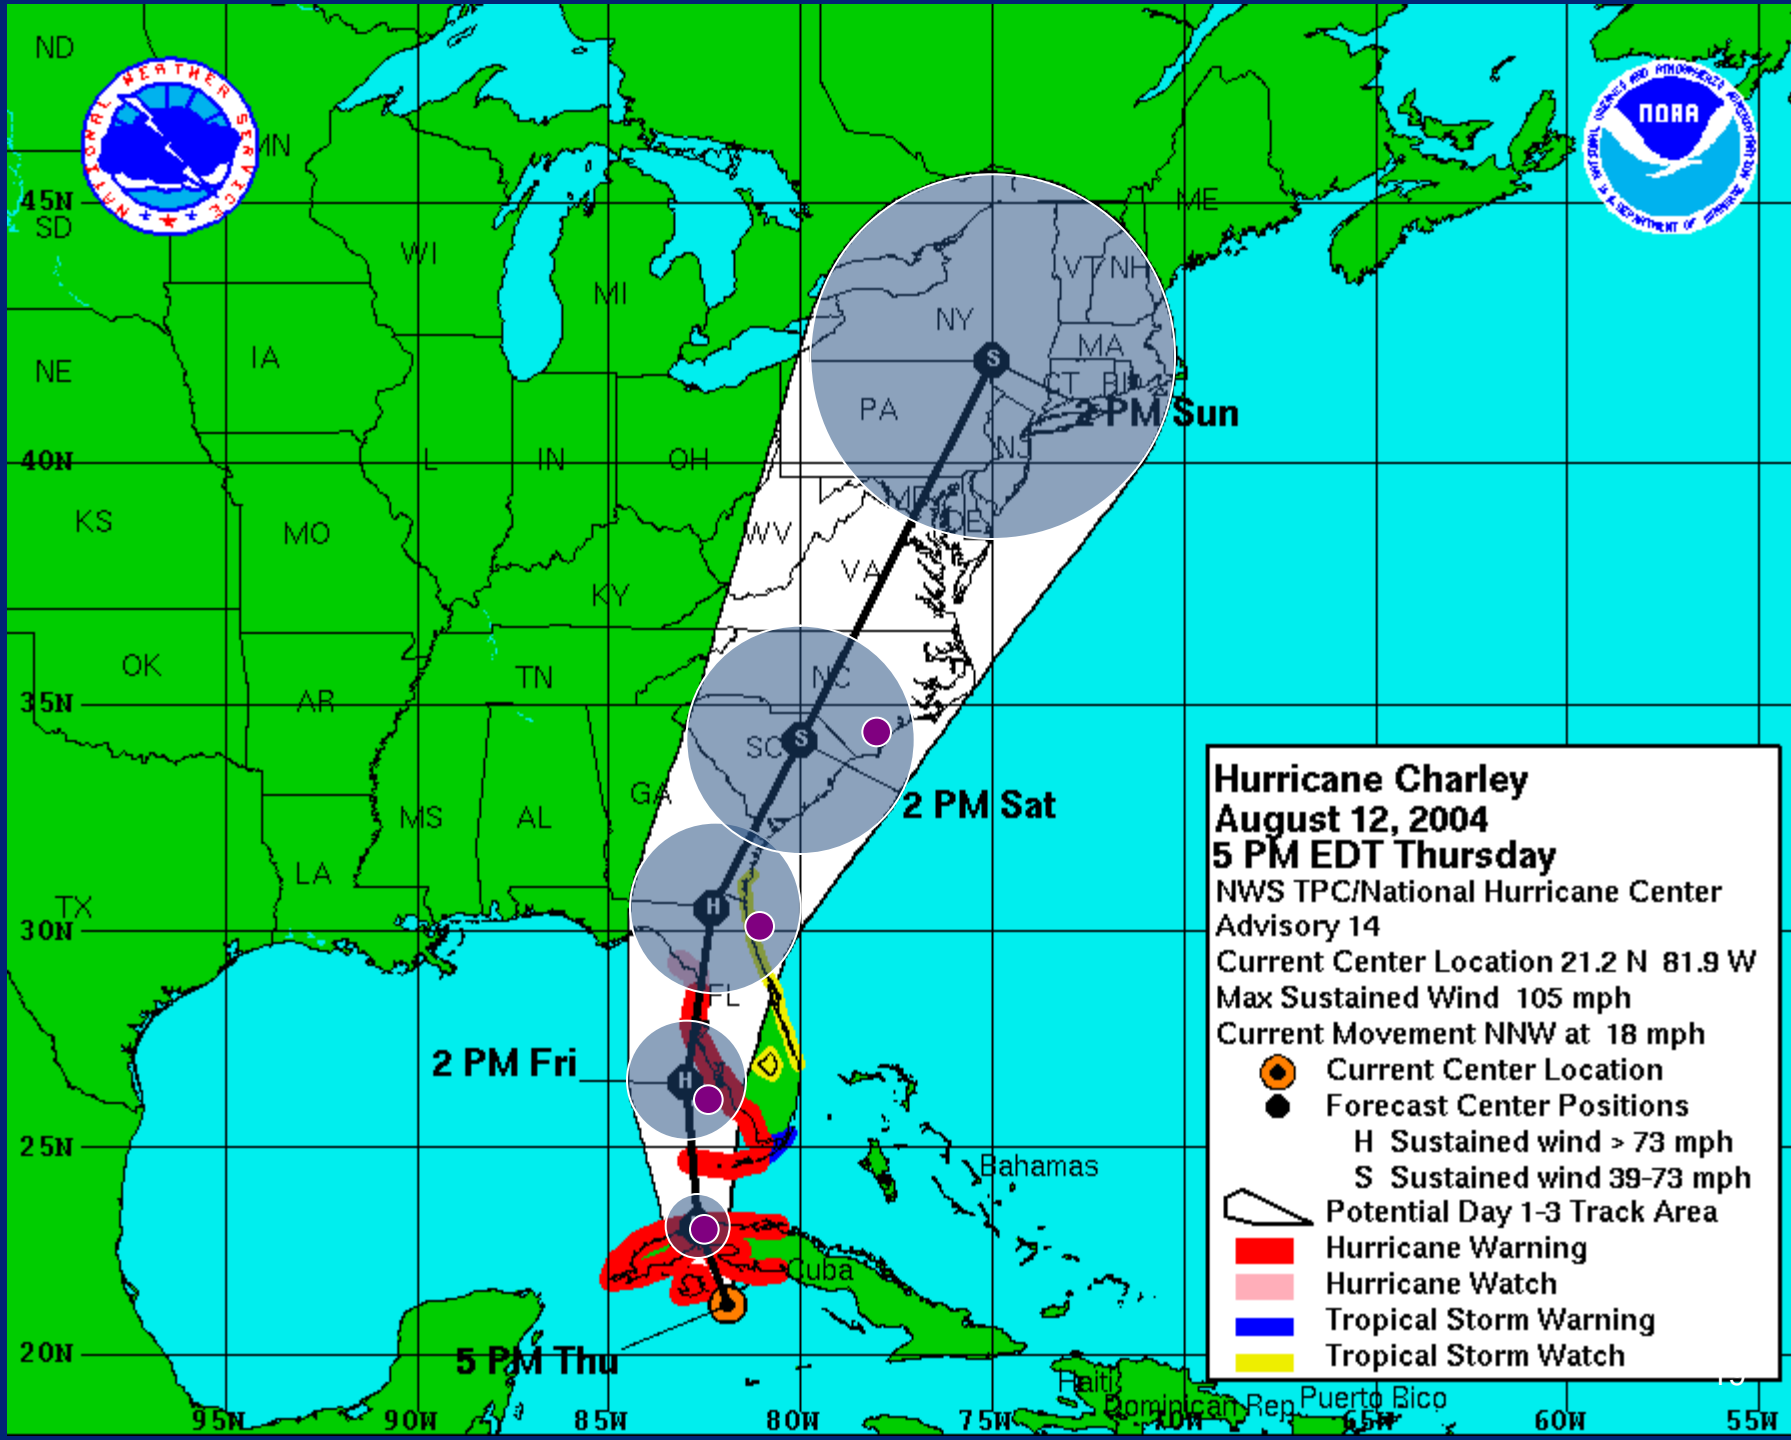 ND
NATIONAL WEATHER SERVICE
MN
NOAA
ME
45N
SD
WI
VT NH
MI
NY
S
MA
IA
NE
CT RI
PA
2 PM Sun
NJ
40N
IN
OH
MD
DE
KS
MO
WV
VA
KY
OK
TN
NC
35N
AR
S
SC
GA
2 PM Sat
MS
AL
LA
TX
H
30N
FL
2 PM Fri
H
25N
Bahamas
Cuba
5 PM Thu
20N
Haiti
Dominican Rep
Puerto Rico
95W 90W 85W 80W 75W 70W 65W 60W 55W
Hurricane Charley
August 12, 2004
5 PM EDT Thursday
NWS TPC/National Hurricane Center
Advisory 14
Current Center Location 21.2 N 81.9 W
Max Sustained Wind 105 mph
Current Movement NNW at 18 mph
Current Center Location
Forecast Center Positions
H Sustained wind > 73 mph
S Sustained wind 39-73 mph
Potential Day 1-3 Track Area
Hurricane Warning
Hurricane Watch
Tropical Storm Warning
Tropical Storm Watch